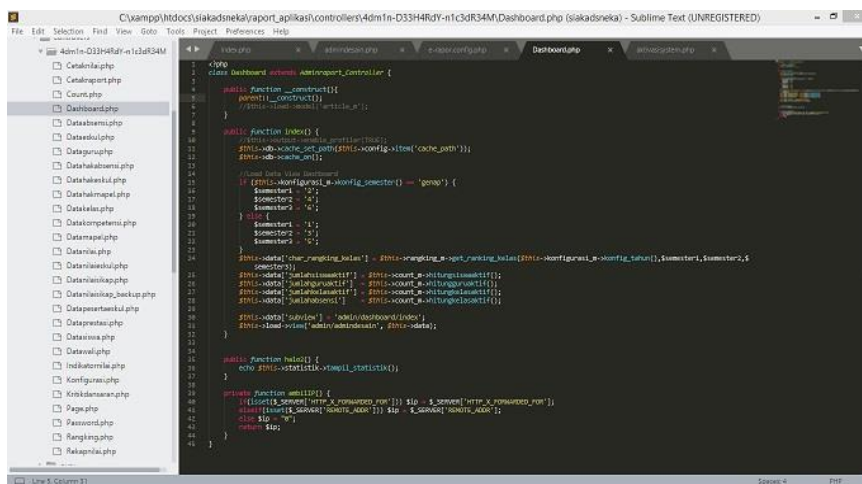 C:\xampp\htdocs\siakadsneka\raport_aplikasi\controllers\4dm1n-D33H4RdY-n1c3dR34M\Dashboard.php (siakadsneka) - Sublime Text (UNREGISTERED)
File Edit Selection Find View Goto Tools Project Preferences Help
4dm1n-D33H4RdY-n1c3dR34M
Cetaknilai.php
Cetakraport.php
Count.php
Dashboard.php
Dataabsensi.php
Dataeskul.php
Dataguru.php
Datahakabsensi.php
Datahakeskul.php
Datahakmapel.php
Datakelas.php
Datakompetensi.php
Datamapel.php
Datanilai.php
Datanilaieskul.php
Datanilaisikap.php
Datanilaisikap_backup.php
Datapesertaeskul.php
Dataprestasi.php
Datasiswa.php
Datawali.php
Indikatornilai.php
Konfigurasi.php
Kritikdansaran.php
Page.php
Password.php
Rangking.php
Rekapnilai.php
index.php
admindesain.php
e-rapor.config.php
Dashboard.php
aktivasisystem.php
<?php
class Dashboard extends Adminraport_Controller {
public function __construct(){
parent::__construct();
//$this->load->model('article_m');
}
public function index() {
//$this->output->enable_profiler(TRUE);
$this->db->cache_set_path($this->config->item('cache_path'));
$this->db->cache_on();
//Load Data View Dashboard
if ($this->konfigurasi_m->konfig_semester() == 'genap') {
$semester1 = '2';
$semester2 = '4';
$semester3 = '6';
} else {
$semester1 = '1';
$semester2 = '3';
$semester3 = '5';
}
$this->data['char_rangking_kelas'] = $this->rangking_m->get_ranking_kelas($this->konfigurasi_m->konfig_tahun(),$semester1,$semester2,$
semester3);
$this->data['jumlahsiswaaktif'] = $this->count_m->hitungsiswaaktif();
$this->data['jumlahguruaktif'] = $this->count_m->hitungguruaktif();
$this->data['jumlahkelasaktif'] = $this->count_m->hitungkelasaktif();
$this->data['jumlahabsensi'] = $this->count_m->hitungkelasaktif();
$this->data['subview'] = 'admin/dashboard/index';
$this->load->view('admin/admindesain', $this->data);
}
public function halo2() {
echo $this->statistik->tampil_statistik();
}
private function ambilIP() {
if(isset($_SERVER['HTTP_X_FORWARDED_FOR'])) $ip = $_SERVER['HTTP_X_FORWARDED_FOR'];
elseif(isset($_SERVER['REMOTE_ADDR'])) $ip = $_SERVER['REMOTE_ADDR'];
else $ip = "0";
return $ip;
}
}
Line 5, Column 31
Spaces: 4
PHP